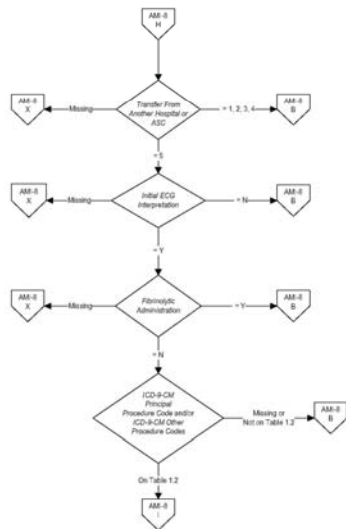 AMI-8
H
Transfer From
Another Hospital or
ASC
AMI-8
X
Missing
= 1, 2, 3, 4
AMI-8
B
= 5
Initial ECG
Interpretation
AMI-8
X
Missing
= N
AMI-8
B
= Y
Fibrinolytic
Administration
AMI-8
X
Missing
= Y
AMI-8
B
= N
ICD-9-CM
Principal
Procedure Code and/or
ICD-9-CM Other
Procedure Codes
Missing or
Not on Table 1.2
AMI-8
B
On Table 1.2
AMI-8
I